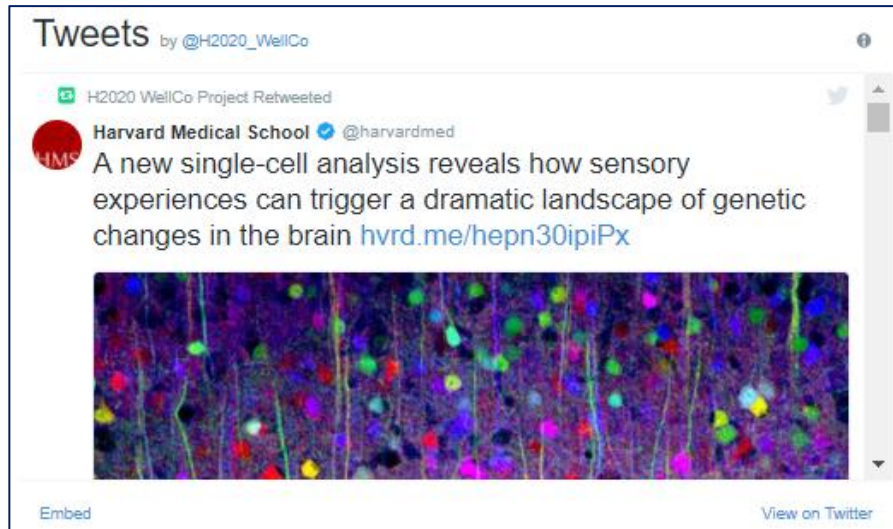 Tweets by @H2020_WellCo
H2020 WellCo Project Retweeted
Harvard Medical School @harvardmed
HMS
A new single-cell analysis reveals how sensory
experiences can trigger a dramatic landscape of genetic
changes in the brain hvrd.me/hepn30ipiPx
Embed
View on Twitter